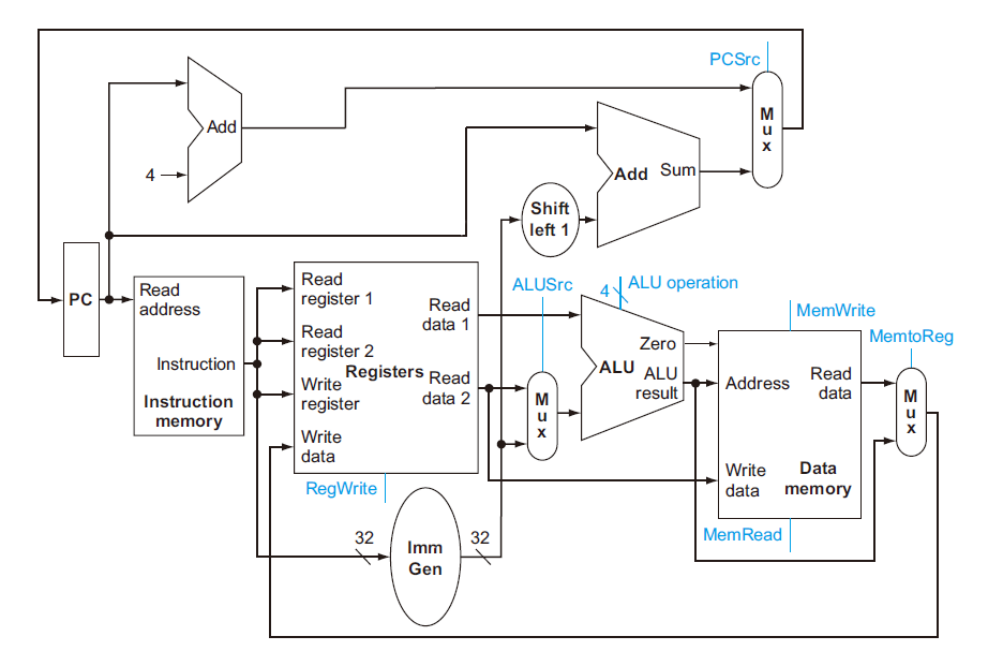 PCSrc
Add
4
M
u
x
Add Sum
Shift
left 1
PC
Read
address
Instruction
Instruction
memory
Read
register 1
Read
register 2
Write
register
Write
data
Registers
Read
data 1
Read
data 2
RegWrite
ALUSrc
M
u
x
4
ALU operation
Zero
ALU
ALU
result
MemWrite
Address
Read
data
Write
data
Data
memory
MemRead
MemtoReg
M
u
x
32
Imm
Gen
32